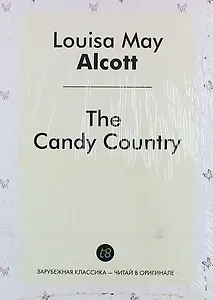 Louisa May
Alcott
The
Candy Country
t8
ЗАРУБЕЖНАЯ КЛАССИКА – ЧИТАЙ В ОРИГИНАЛЕ